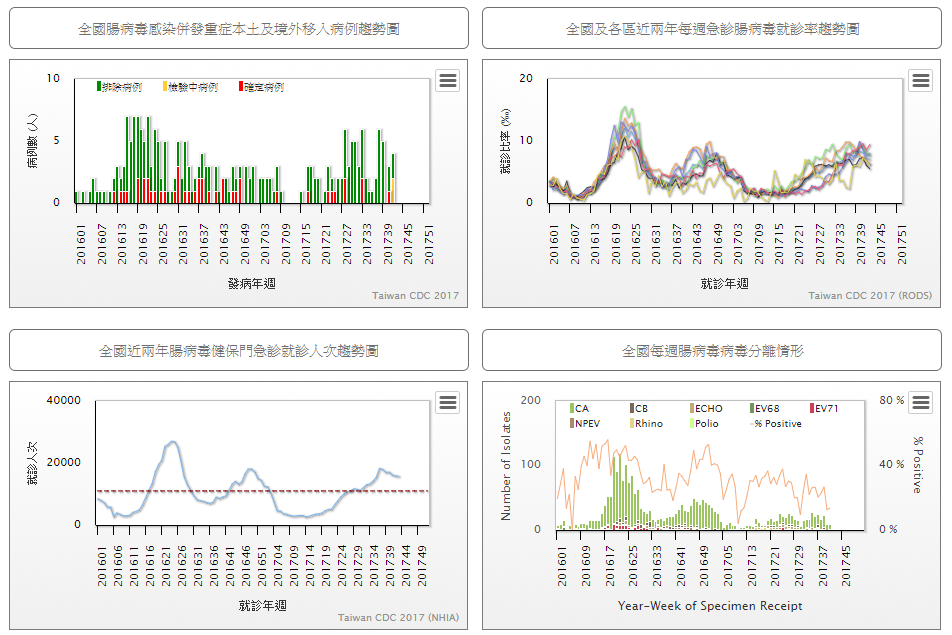 全國腸病毒感染併發重症本土及境外移入病例趨勢圖
10
5
0
病例數 (人)
排除病例 檢驗中病例 確定病例
201601 201607 201613 201619 201625 201631 201637 201643 201649 201703 201709 201715 201721 201727 201733 201739 201745 201751
發病年週
Taiwan CDC 2017
全國及各區近兩年每週急診腸病毒就診率趨勢圖
20
10
0
就診比率 (‰)
201601 201607 201613 201619 201625 201631 201637 201643 201649 201703 201709 201715 201721 201727 201733 201739 201745 201751
就診年週
Taiwan CDC 2017 (RODS)
全國近兩年腸病毒健保門急診就診人次趨勢圖
40000
20000
0
就診人次
201601 201606 201611 201616 201621 201626 201631 201636 201641 201646 201651 201704 201709 201714 201719 201724 201729 201734 201739 201744 201749
就診年週
Taiwan CDC 2017 (NHIA)
全國每週腸病毒病毒分離情形
200
100
0
Number of Isolates
CA CB ECHO EV68 EV71
NPEV Rhino Polio % Positive
80 %
40 %
0 %
% Positive
201601 201609 201617 201625 201633 201641 201649 201705 201713 201721 201729 201737 201745
Year-Week of Specimen Receipt